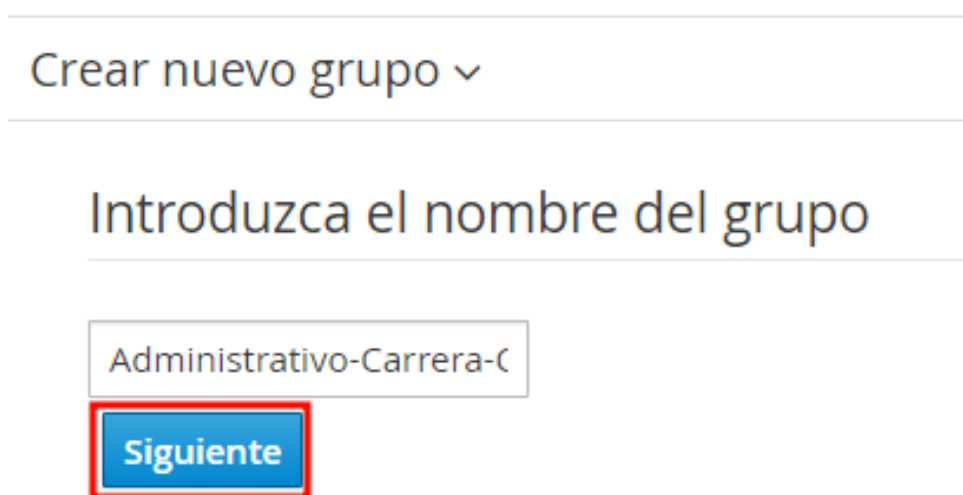 Crear nuevo grupo
Introduzca el nombre del grupo
Administrativo-Carrera-
Siguiente